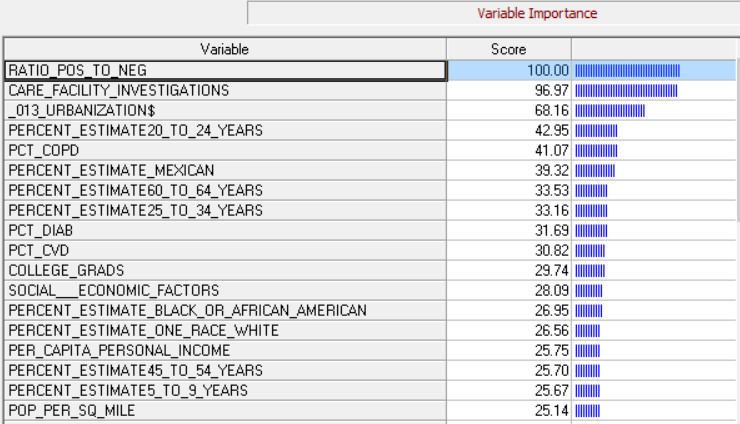 Variable Importance
Variable Score
RATIO_POS_TO_NEG 100.00
CARE_FACILITY_INVESTIGATIONS 96.97
_013_URBANIZATION$ 68.16
PERCENT_ESTIMATE20_TO_24_YEARS 42.95
PCT_COPD 41.07
PERCENT_ESTIMATE_MEXICAN 39.32
PERCENT_ESTIMATE60_TO_64_YEARS 33.53
PERCENT_ESTIMATE25_TO_34_YEARS 33.16
PCT_DIAB 31.69
PCT_CVD 30.82
COLLEGE_GRADS 29.74
SOCIAL___ECONOMIC_FACTORS 28.09
PERCENT_ESTIMATE_BLACK_OR_AFRICAN_AMERICAN 26.95
PERCENT_ESTIMATE_ONE_RACE_WHITE 26.56
PER_CAPITA_PERSONAL_INCOME 25.75
PERCENT_ESTIMATE45_TO_54_YEARS 25.70
PERCENT_ESTIMATE5_TO_9_YEARS 25.67
POP_PER_SQ_MILE 25.14